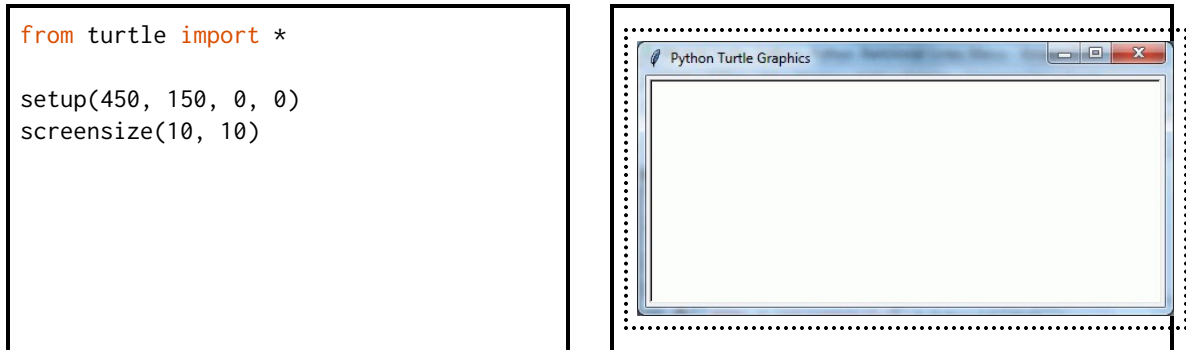 from turtle import *
setup(450, 150, 0, 0)
screensize(10, 10)
Python Turtle Graphics